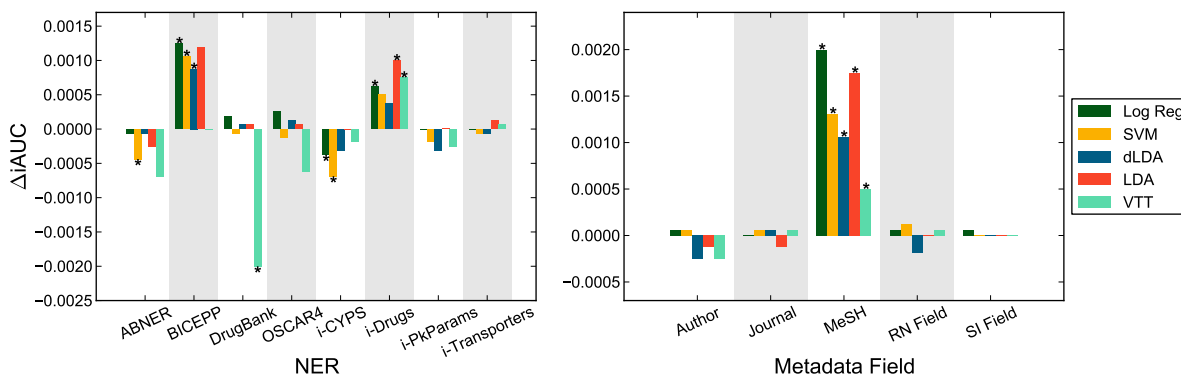 0.0015
0.0010
0.0005
0.0000
−0.0005
−0.0010
−0.0015
−0.0020
−0.0025
ΔiAUC
* * * * * * * * * *
ABNER
BICEPP
DrugBank
OSCAR4
i-CYPS
i-Drugs
i-PkParams
i-Transporters
NER
0.0020
0.0015
0.0010
0.0005
0.0000
−0.0005
* * * * *
Author
Journal
MeSH
RN Field
SI Field
Metadata Field
Log Reg
SVM
dLDA
LDA
VTT